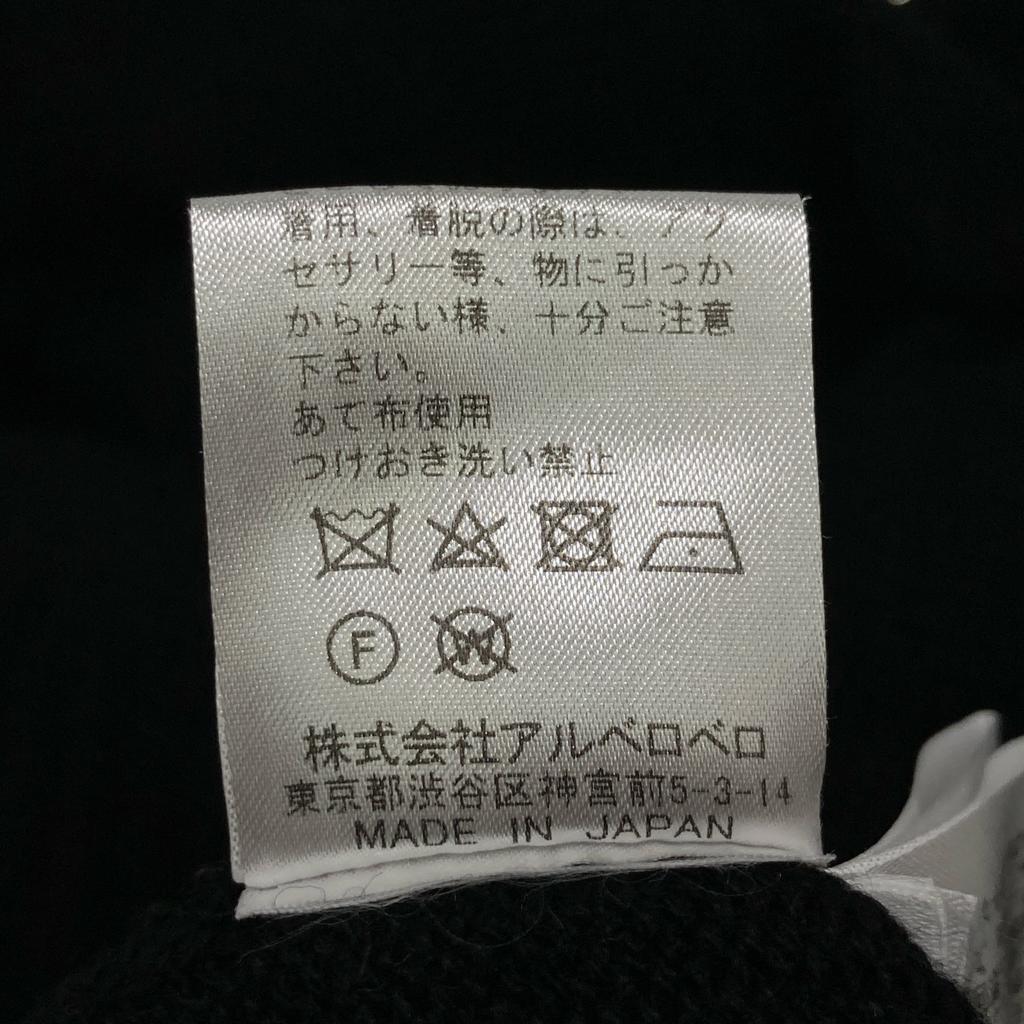 着用、着脱の際は、アク
セサリー等、物に引っか
からない様、十分ご注意
下さい。
あて布使用
つけおき洗い禁止
F W
株式会社アルベロベロ
東京都渋谷区神宮前5-3-14
MADE IN JAPAN